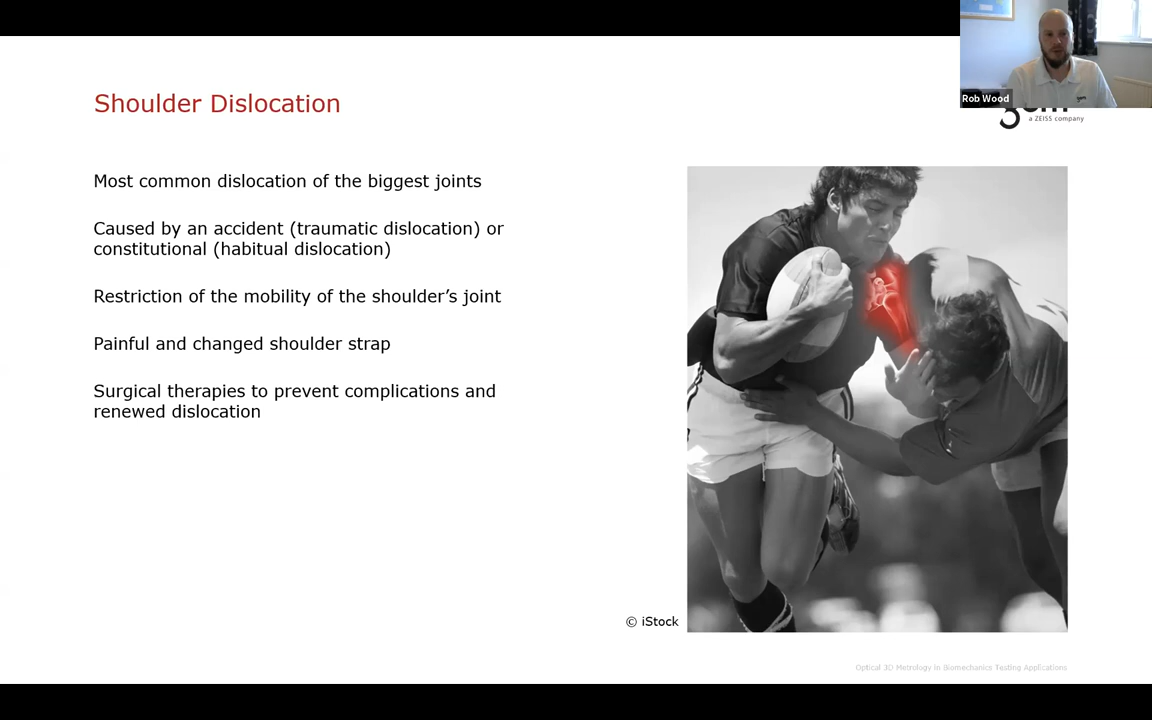 Rob Wood
a ZEISS company
Shoulder Dislocation
Most common dislocation of the biggest joints
Caused by an accident (traumatic dislocation) or
constitutional (habitual dislocation)
Restriction of the mobility of the shoulder's joint
Painful and changed shoulder strap
Surgical therapies to prevent complications and
renewed dislocation
© iStock
Optical 3D Metrology in Biomechanics Testing Applications